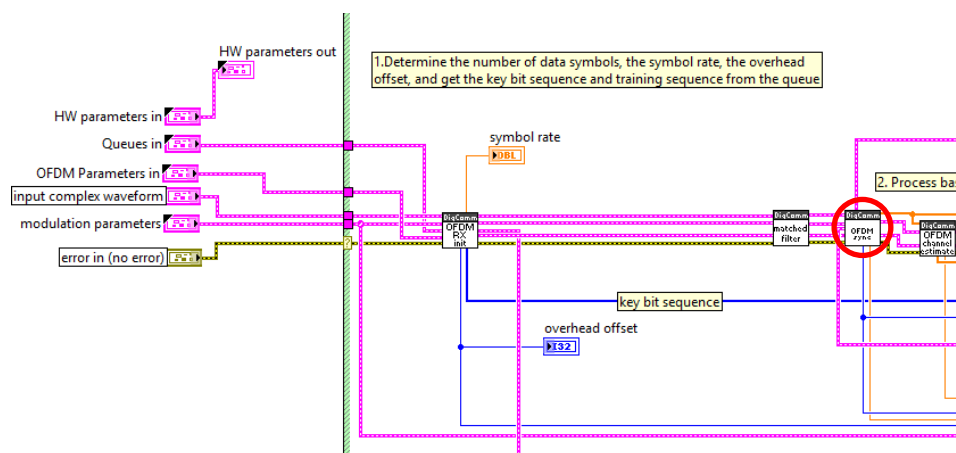 HW parameters out
1.Determine the number of data symbols, the symbol rate, the overhead
offset, and get the key bit sequence and training sequence from the queue
HW parameters in
Queues in
OFDM Parameters in
input complex waveform
modulation parameters
error in (no error)
symbol rate
DBL
2. Process bas
DigComm
OFDM
RX
init
DigComm
matched
filter
DigComm
OFDM
sync
DigComm
OFDM
channel
estimate
key bit sequence
overhead offset
I32
?